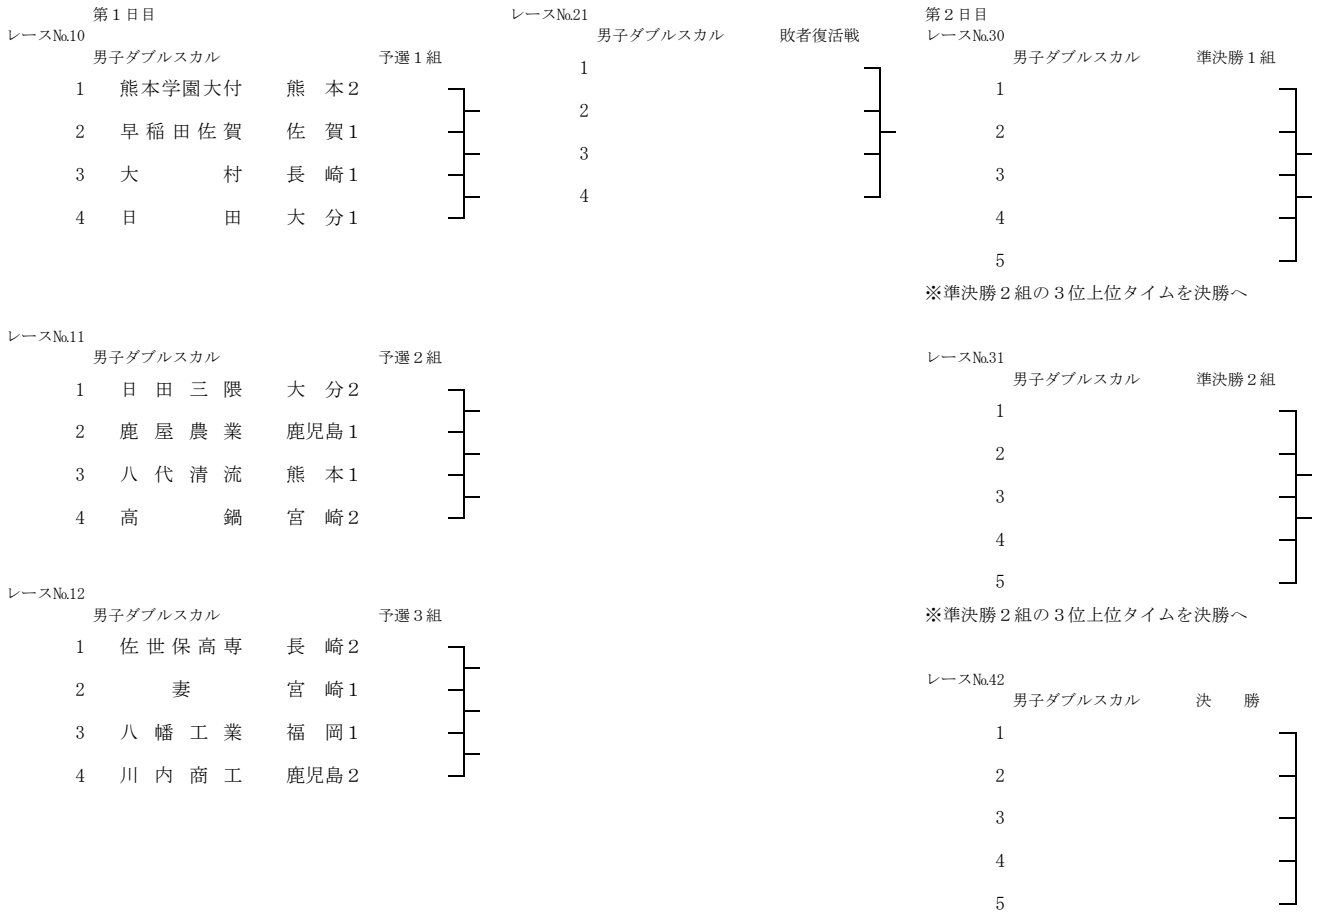 第１日目
レース№10
男子ダブルスカル 予選１組
1 熊本学園大付 熊 本２
2 早稲田佐賀 佐 賀１
3 大 村 長 崎１
4 日 田 大 分１
レース№11
男子ダブルスカル 予選２組
1 日田三隈 大 分２
2 鹿屋農業 鹿児島１
3 八代清流 熊 本１
4 高 鍋 宮 崎２
レース№12
男子ダブルスカル 予選３組
1 佐世保高専 長 崎２
2 妻 宮 崎１
3 八幡工業 福 岡１
4 川内商工 鹿児島２
レース№21
男子ダブルスカル 敗者復活戦
1
2
3
4
第２日目
レース№30
男子ダブルスカル 準決勝１組
1
2
3
4
5
※準決勝２組の３位上位タイムを決勝へ
レース№31
男子ダブルスカル 準決勝２組
1
2
3
4
5
※準決勝２組の３位上位タイムを決勝へ
レース№42
男子ダブルスカル 決 勝
1
2
3
4
5